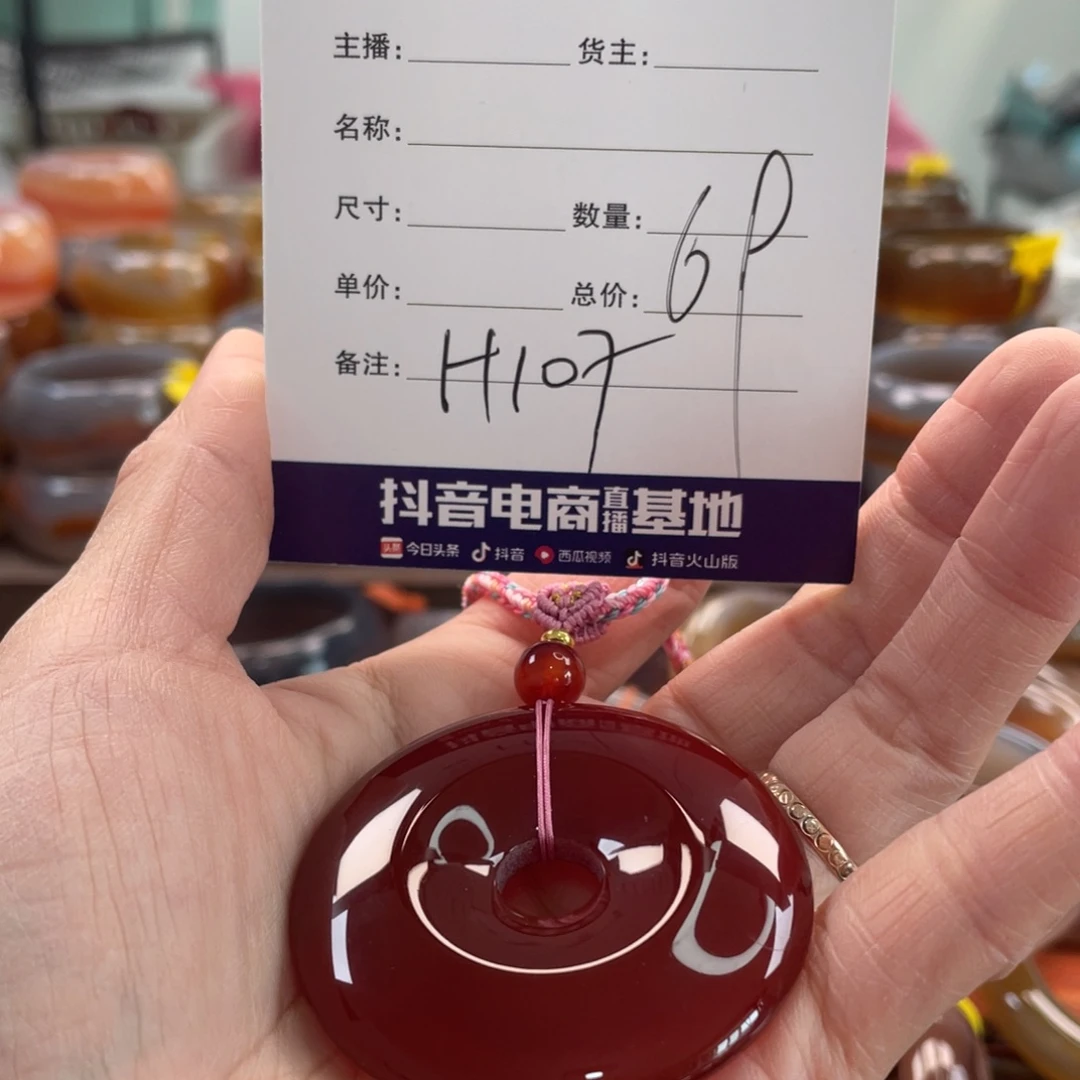 主播: 货主:
名称:
尺寸: 数量:
单价: 总价: 6P
备注: H107
抖音电商直播基地
头条 今日头条 抖音 西瓜视频 抖音火山版